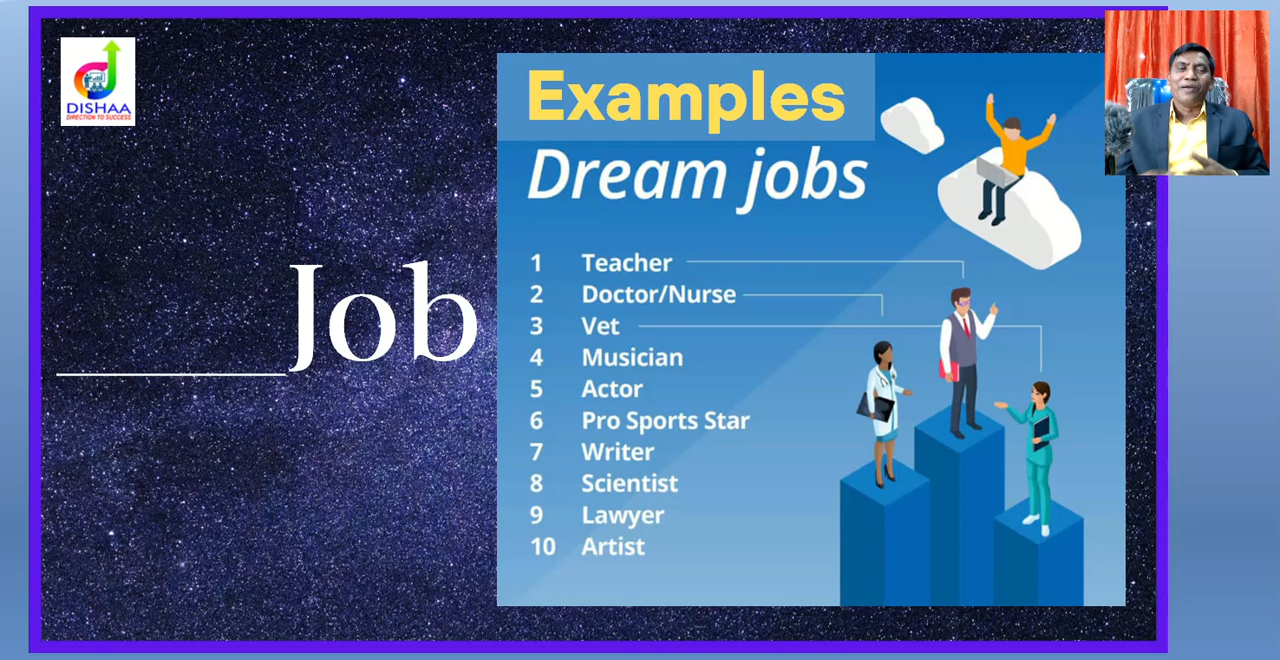 DISHAA
DIRECTION TO SUCCESS
Job
Examples
Dream jobs
1 Teacher
2 Doctor/Nurse
3 Vet
4 Musician
5 Actor
6 Pro Sports Star
7 Writer
8 Scientist
9 Lawyer
10 Artist